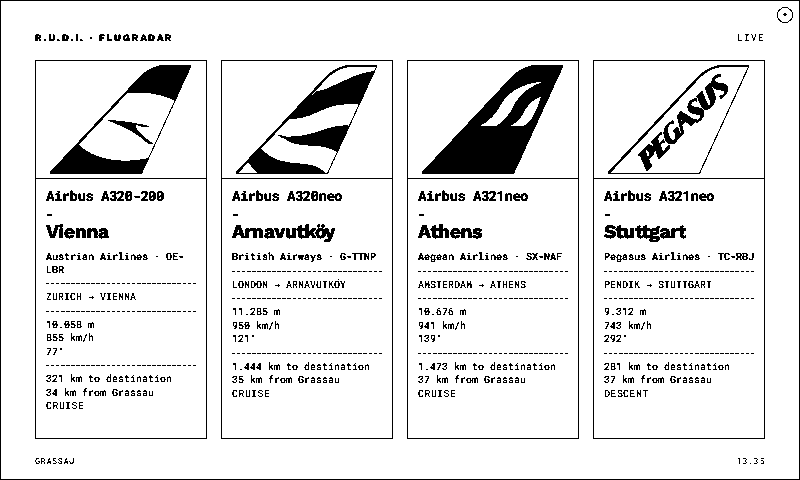 R.U.D.I. · FLUGRADAR
LIVE
Airbus A320-200
-
Vienna
Austrian Airlines · OE-
LBR
ZURICH → VIENNA
10.058 m
855 km/h
77°
321 km to destination
34 km from Grassau
CRUISE
Airbus A320neo
-
Arnavutköy
British Airways · G-TTNP
LONDON → ARNAVUTKÖY
11.285 m
950 km/h
121°
1.444 km to destination
35 km from Grassau
CRUISE
Airbus A321neo
-
Athens
Aegean Airlines · SX-NAF
AMSTERDAM → ATHENS
10.676 m
941 km/h
139°
1.473 km to destination
37 km from Grassau
CRUISE
PEGASUS
Airbus A321neo
-
Stuttgart
Pegasus Airlines · TC-RBJ
PENDIK → STUTTGART
9.312 m
743 km/h
292°
281 km to destination
37 km from Grassau
DESCENT
GRASSAU
13.35